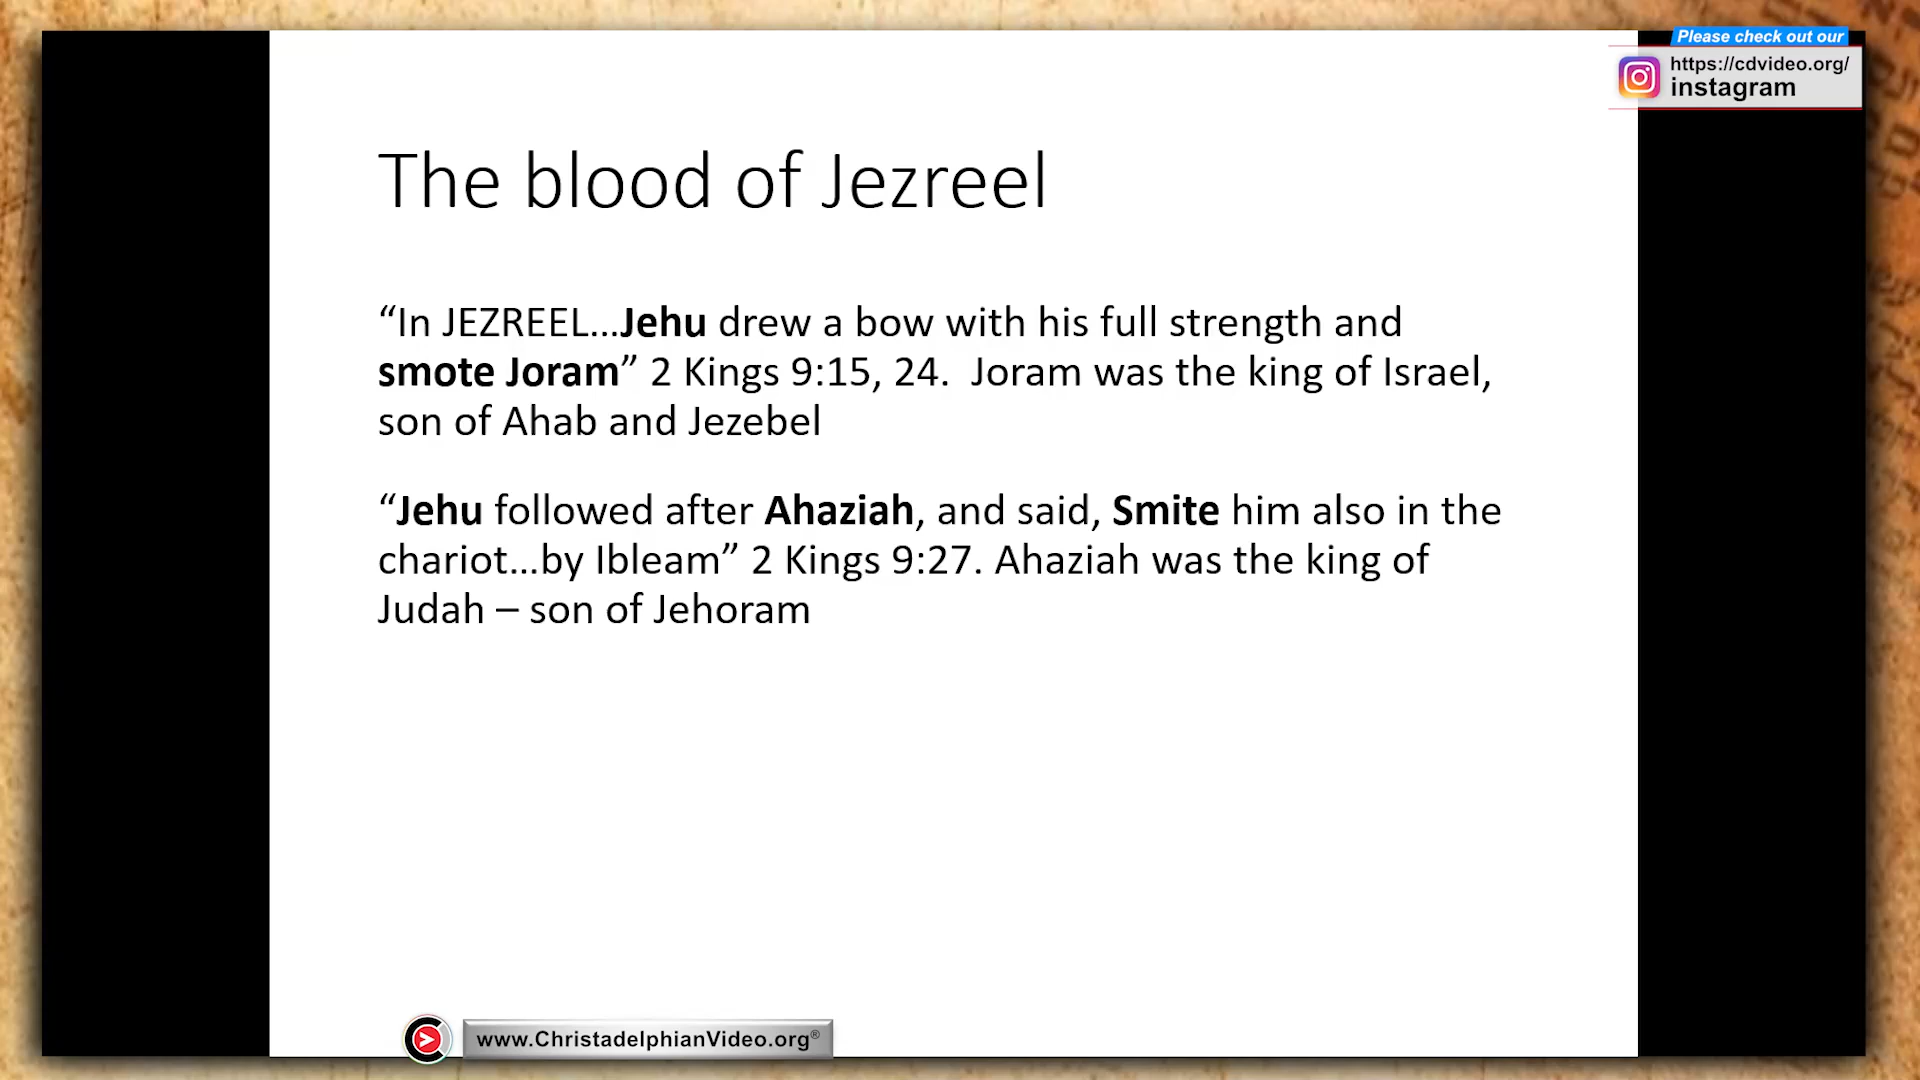 Please check out our
https://cdvideo.org/
instagram
The blood of Jezreel
“In JEZREEL...Jehu drew a bow with his full strength and
smote Joram” 2 Kings 9:15, 24.  Joram was the king of Israel,
son of Ahab and Jezebel
“Jehu followed after Ahaziah, and said, Smite him also in the
chariot...by Ibleam” 2 Kings 9:27. Ahaziah was the king of
Judah – son of Jehoram
www.ChristadelphianVideo.org®